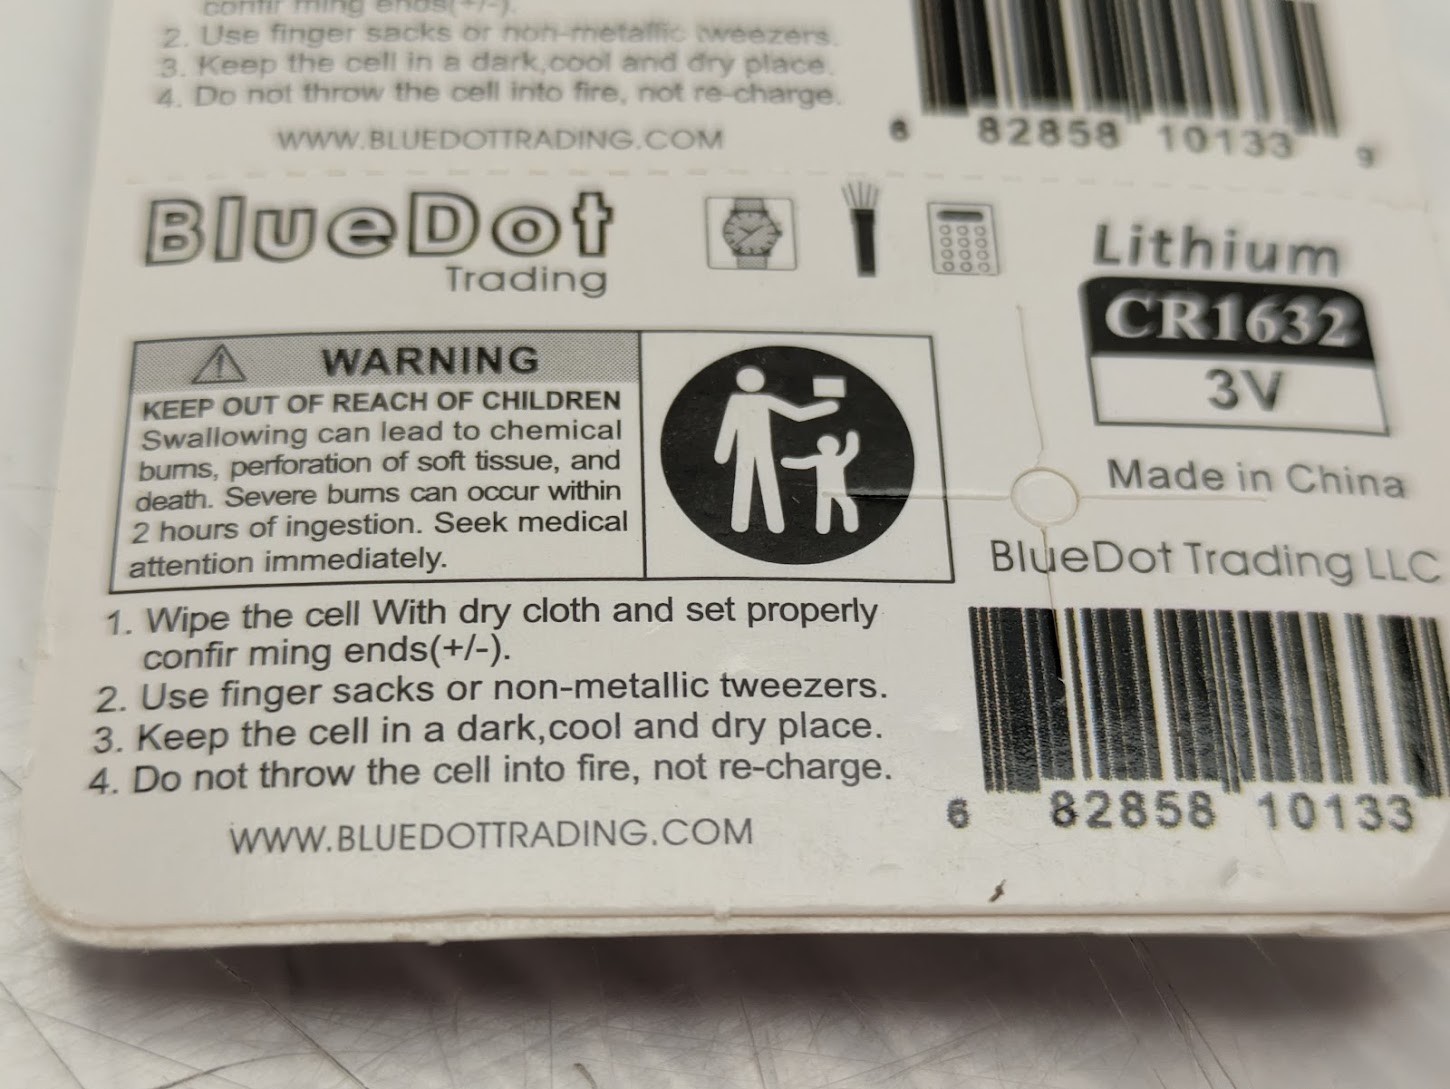 confir ming ends(+/-).
2. Use finger sacks or non-metallic tweezers.
3. Keep the cell in a dark,cool and dry place.
4. Do not throw the cell into fire, not re-charge.
WWW.BLUEDOTTRADING.COM
6 82858 10133 9
BlueDot
Trading
Lithium
CR1632
3V
WARNING
KEEP OUT OF REACH OF CHILDREN
Swallowing can lead to chemical
burns, perforation of soft tissue, and
death. Severe burns can occur within
2 hours of ingestion. Seek medical
attention immediately.
Made in China
BlueDot Trading LLC
1. Wipe the cell With dry cloth and set properly
confir ming ends(+/-).
2. Use finger sacks or non-metallic tweezers.
3. Keep the cell in a dark,cool and dry place.
4. Do not throw the cell into fire, not re-charge.
WWW.BLUEDOTTRADING.COM
6 82858 10133